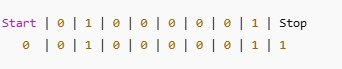 Start | 0 | 1 | 0 | 0 | 0 | 0 | 0 | 1 | Stop
0 | 0 | 1 | 0 | 0 | 0 | 0 | 0 | 1 | 1